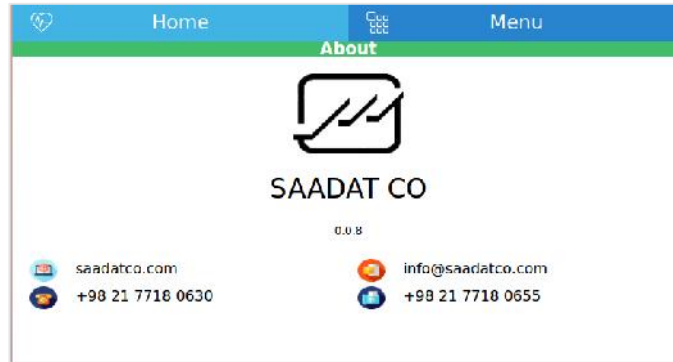 Home Menu
About
SAADAT CO
0.0.8
saadatco.com info@saadatco.com
+98 21 7718 0630 +98 21 7718 0655